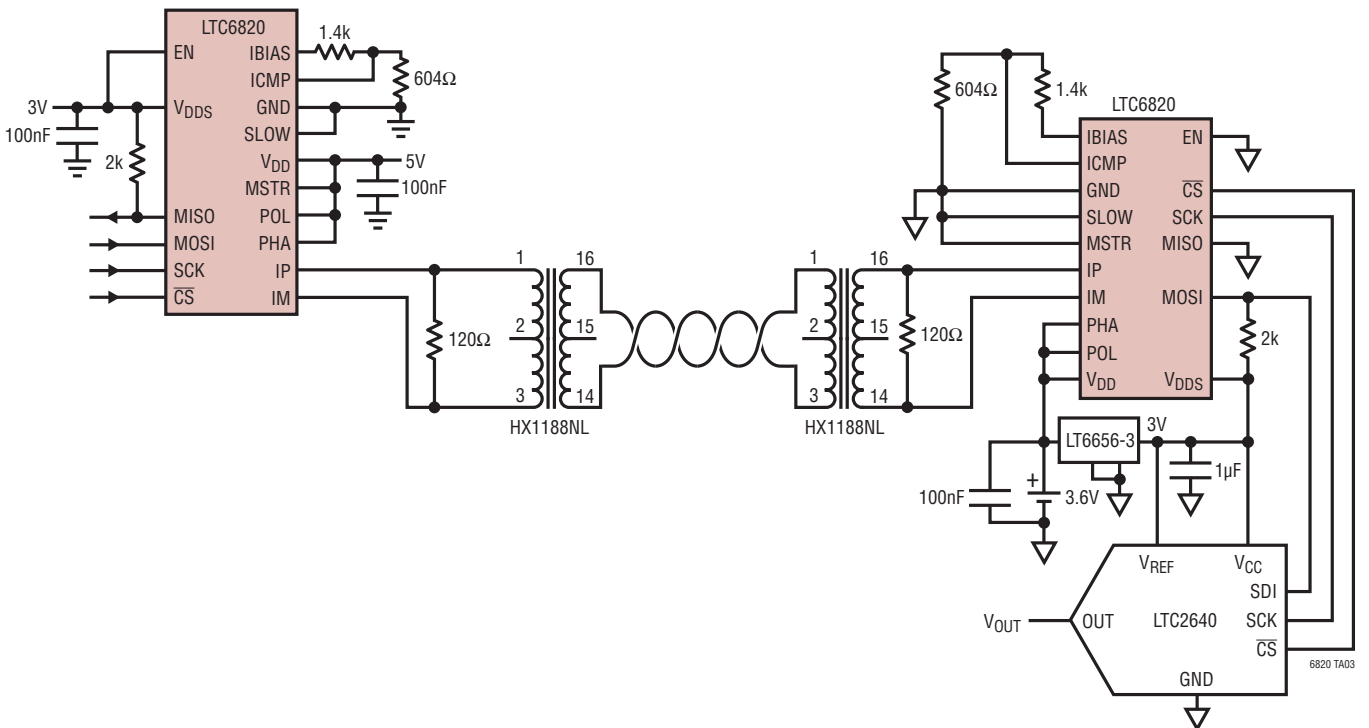 LTC6820
EN
IBIAS
1.4k
ICMP
604Ω
3V
VDDS
GND
100nF
SLOW
2k
VDD
5V
MSTR
100nF
MISO
POL
MOSI
PHA
SCK
IP
CS
IM
120Ω
1
16
2
15
3
14
HX1188NL
1
16
2
15
3
14
HX1188NL
120Ω
604Ω
1.4k
LTC6820
IBIAS
EN
ICMP
GND
CS
SLOW
SCK
MSTR
MISO
IP
IM
MOSI
PHA
2k
POL
VDD
VDDS
LT6656-3
3V
1µF
100nF
+
3.6V
VREF
VCC
SDI
VOUT
OUT
LTC2640
SCK
CS
GND
6820 TA03